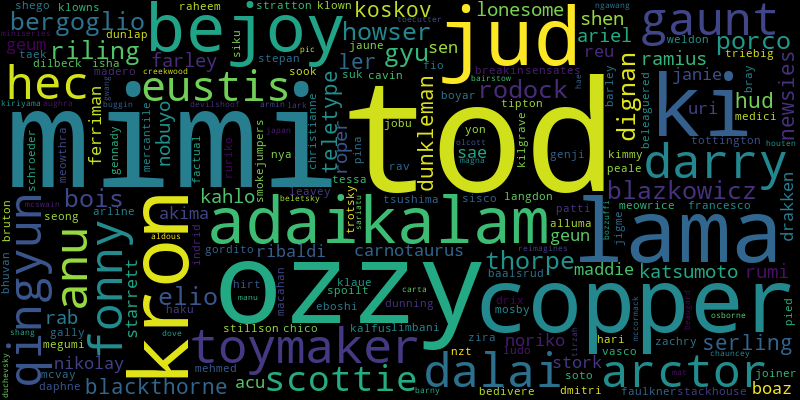 shego
klowns
raheem
stratton
klown
koskov
lonesome
shen
gaunt
bergoglio
dunlap
bejoy
siku
jaune
howser
jud
ariel
weldon
triebig
porco
geum
taek
riling
farley
stepan
pic
fio
gyu
sen
reu
ramius
newsies
dilbeck
isha
ler
breakinsensates
janie
bray
hec
madero
eustis
creekwood
sook
suk
cavin
rodock
dignan
ki
hud
kiriyama
aughra
buggin
devilshoof
armin
lark
boyar
tipton
uri
medici
mimi
tod
barley
beleaguered
tottington
houten
schroeder
meowthra
ferriman
gennady
mercantile
nobuyo
factual
ruriko
smokejumpers
japan
nya
christianne
teletype
roper
pina
jobu
rav
dunkleman
yon
sae
olcott
magna
kilgrave
genji
kimmy
peale
darry
mcswain
bois
leavey
tessa
kahlo
beletsky
trotsky
tsushima
sisco
langdon
patti
blazkowicz
meowrice
francesco
drakken
bruton
seong
arline
akima
adaikalam
alluma
geun
bozzuffi
jigme
lama
pied
bhuvan
qingyun
anu
fonny
aldous
kron
indrid
gordito
ribaldi
carnotaurus
reimagines
thorpe
baalsrud
maddie
katsumoto
rumi
starrett
elio
ozzy
copper
shang
rab
gally
megumi
haku
hirt
manu
macahan
klaue
spoilt
eboshi
carta
dunning
drix
mosby
mccormack
osborne
duchevsky
mcvay
daphne
nikolay
dove
toymaker
stillson
chico
kalfus
limbani
zira
noriko
hari
vasco
zachry
serling
chauncey
blackthorne
mehmed
acu
scottie
barny
dalai
nzt
ludo
stork
soto
bedivere
dmitri
arctor
mat
faulkner
stackhouse
joiner
boaz